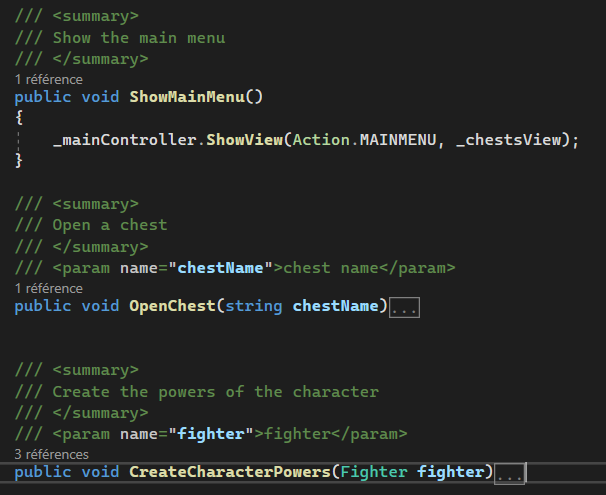 /// <summary>
/// Show the main menu
/// </summary>
1 référence
public void ShowMainMenu()
{
_mainController.ShowView(Action.MAINMENU, _chestsView);
}
/// <summary>
/// Open a chest
/// </summary>
/// <param name="chestName">chest name</param>
1 référence
public void OpenChest(string chestName)...
/// <summary>
/// Create the powers of the character
/// </summary>
/// <param name="fighter">fighter</param>
3 références
public void CreateCharacterPowers(Fighter fighter)...